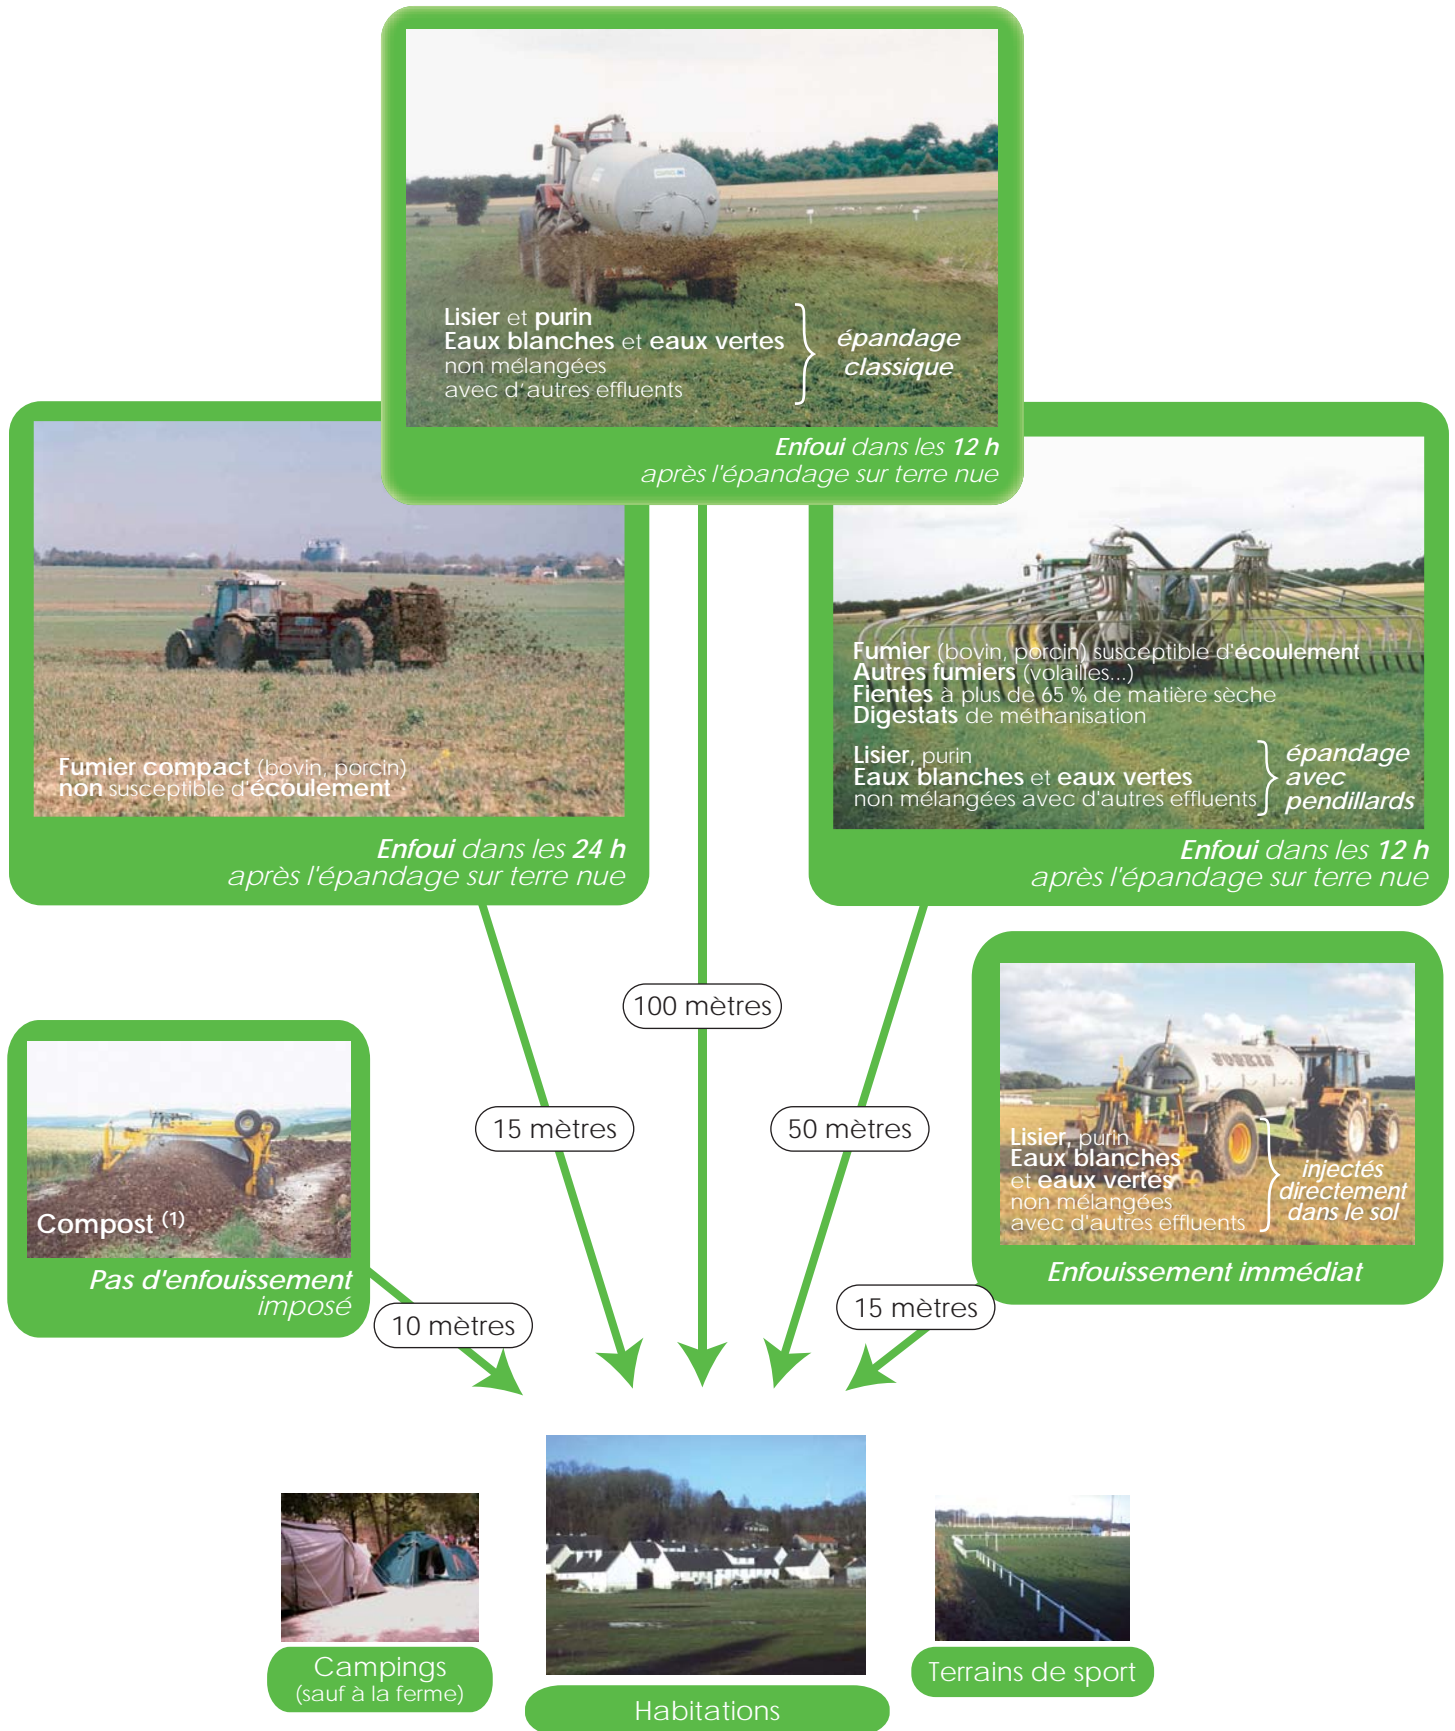 Lisier et purin
Eaux blanches et eaux vertes
non mélangées
avec d'autres effluents
épandage
classique
Enfoui dans les 12 h
après l'épandage sur terre nue
Fumier compact (bovin, porcin)
non susceptible d'écoulement
Enfoui dans les 24 h
après l'épandage sur terre nue
Fumier (bovin, porcin) susceptible d'écoulement
Autres fumiers (volailles...)
Fientes à plus de 65 % de matière sèche
Digestats de méthanisation
Lisier, purin
Eaux blanches et eaux vertes
non mélangées avec d'autres effluents
épandage
avec
pendillards
Enfoui dans les 12 h
après l'épandage sur terre nue
100 mètres
15 mètres
50 mètres
Compost (1)
Pas d'enfouissement
imposé
10 mètres
JOSKIN
Lisier, purin
Eaux blanches
et eaux vertes
non mélangées
avec d'autres effluents
injectés
directement
dans le sol
Enfouissement immédiat
15 mètres
Campings
(sauf à la ferme)
Habitations
Terrains de sport